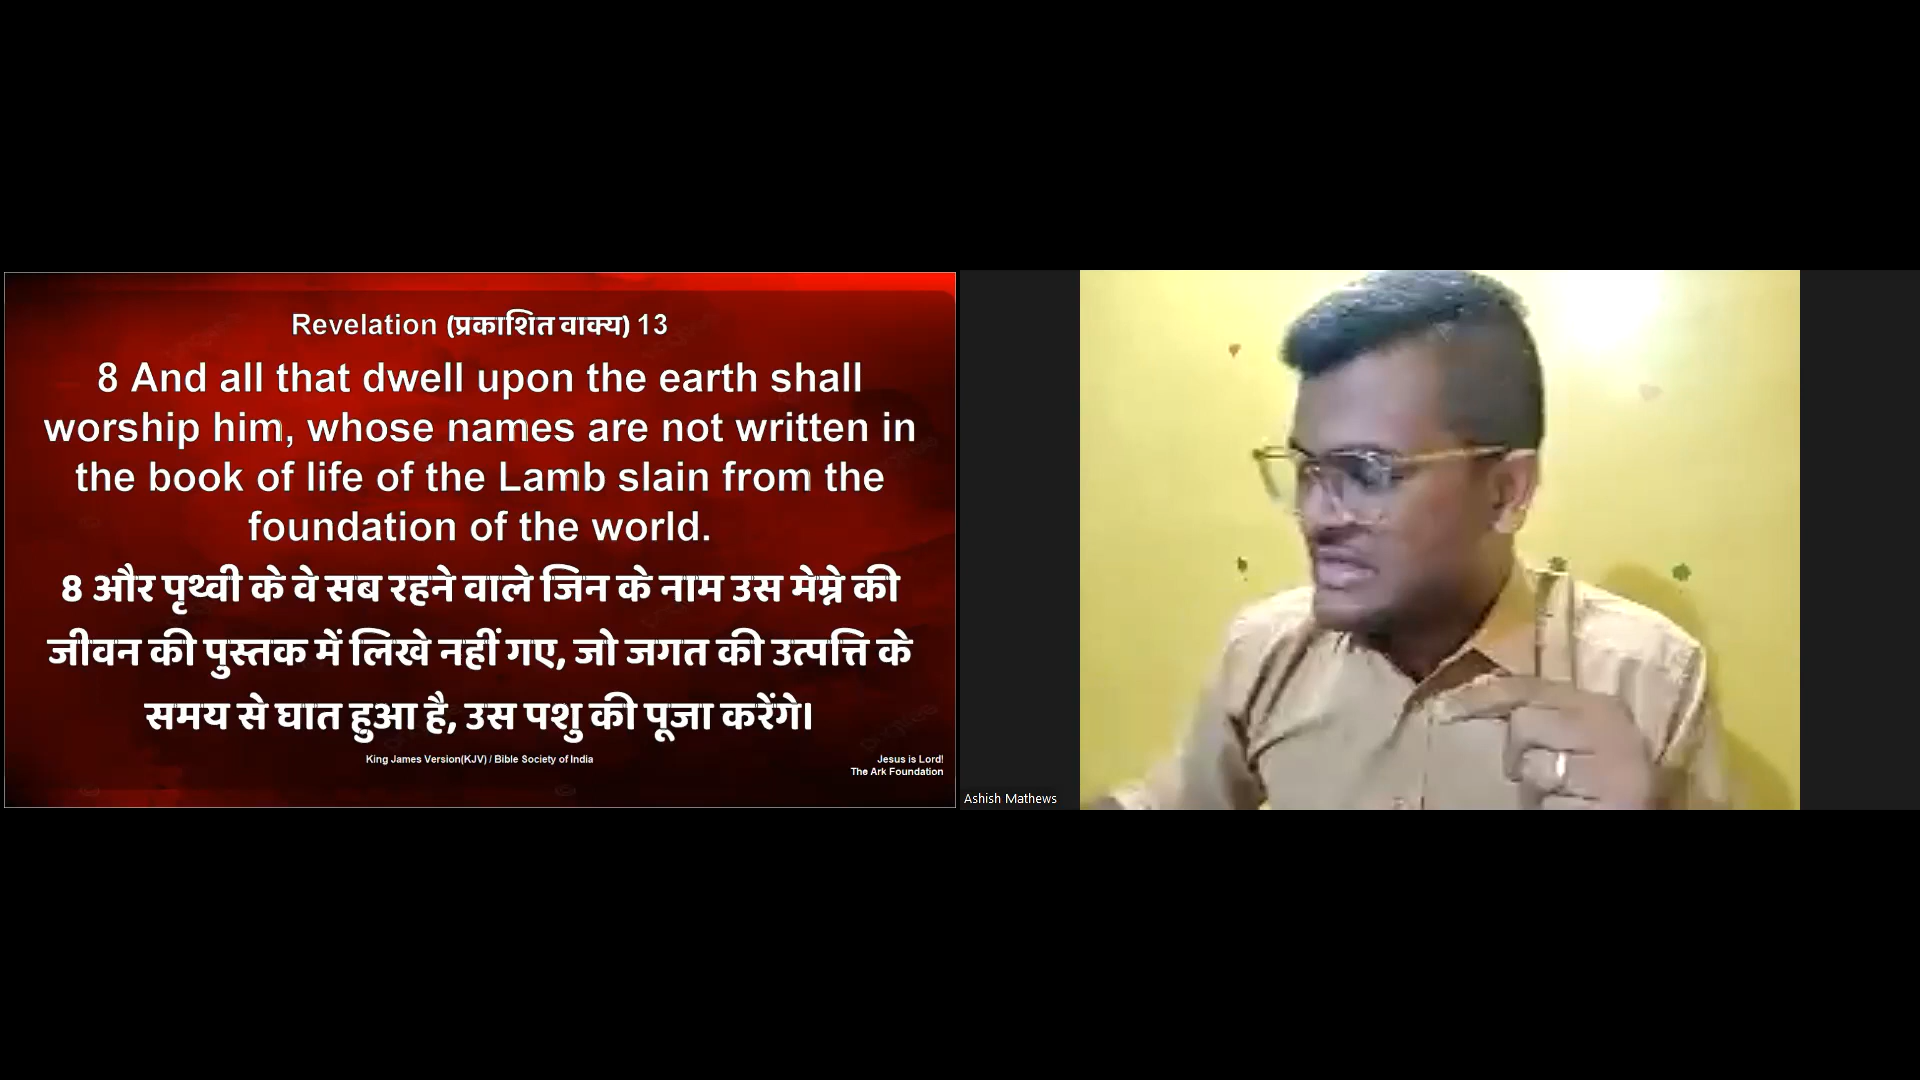 Revelation (प्रकाशित वाक्य) 13
8 And all that dwell upon the earth shall
worship him, whose names are not written in
the book of life of the Lamb slain from the
foundation of the world.
8 और पृथ्वी के वे सब रहने वाले जिन के नाम उस मेम्ने की
जीवन की पुस्तक में लिखे नहीं गए, जो जगत की उत्पत्ति के
समय से घात हुआ है, उस पशु की पूजा करेंगे।
King James Version(KJV) / Bible Society of India
Jesus is Lord!
The Ark Foundation
Ashish Mathews